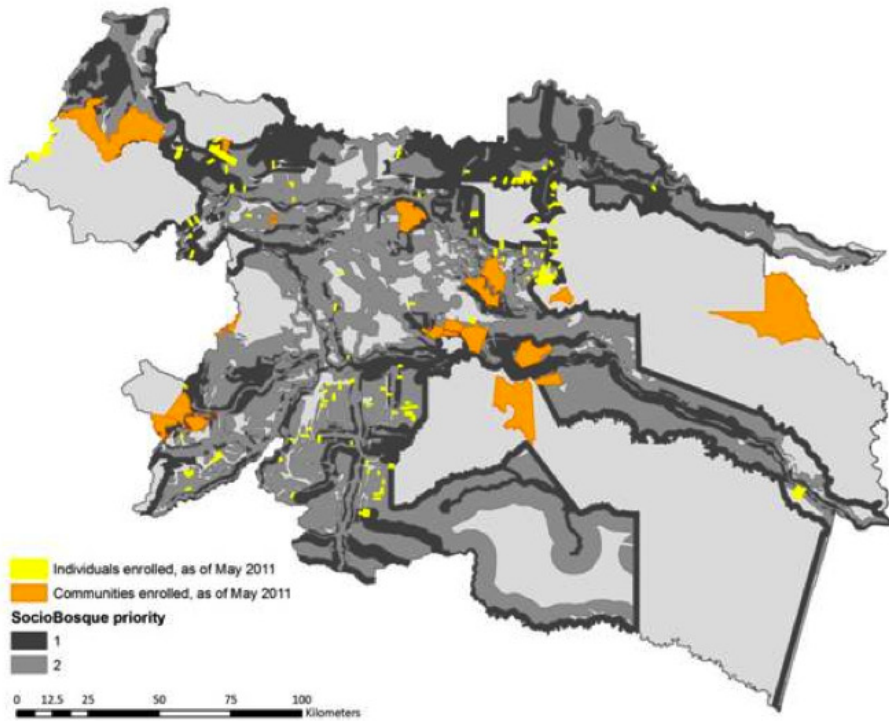 Individuals enrolled, as of May 2011
Communities enrolled, as of May 2011
SocioBosque priority
1
2
0 12.5 25 50 75 100
Kilometers